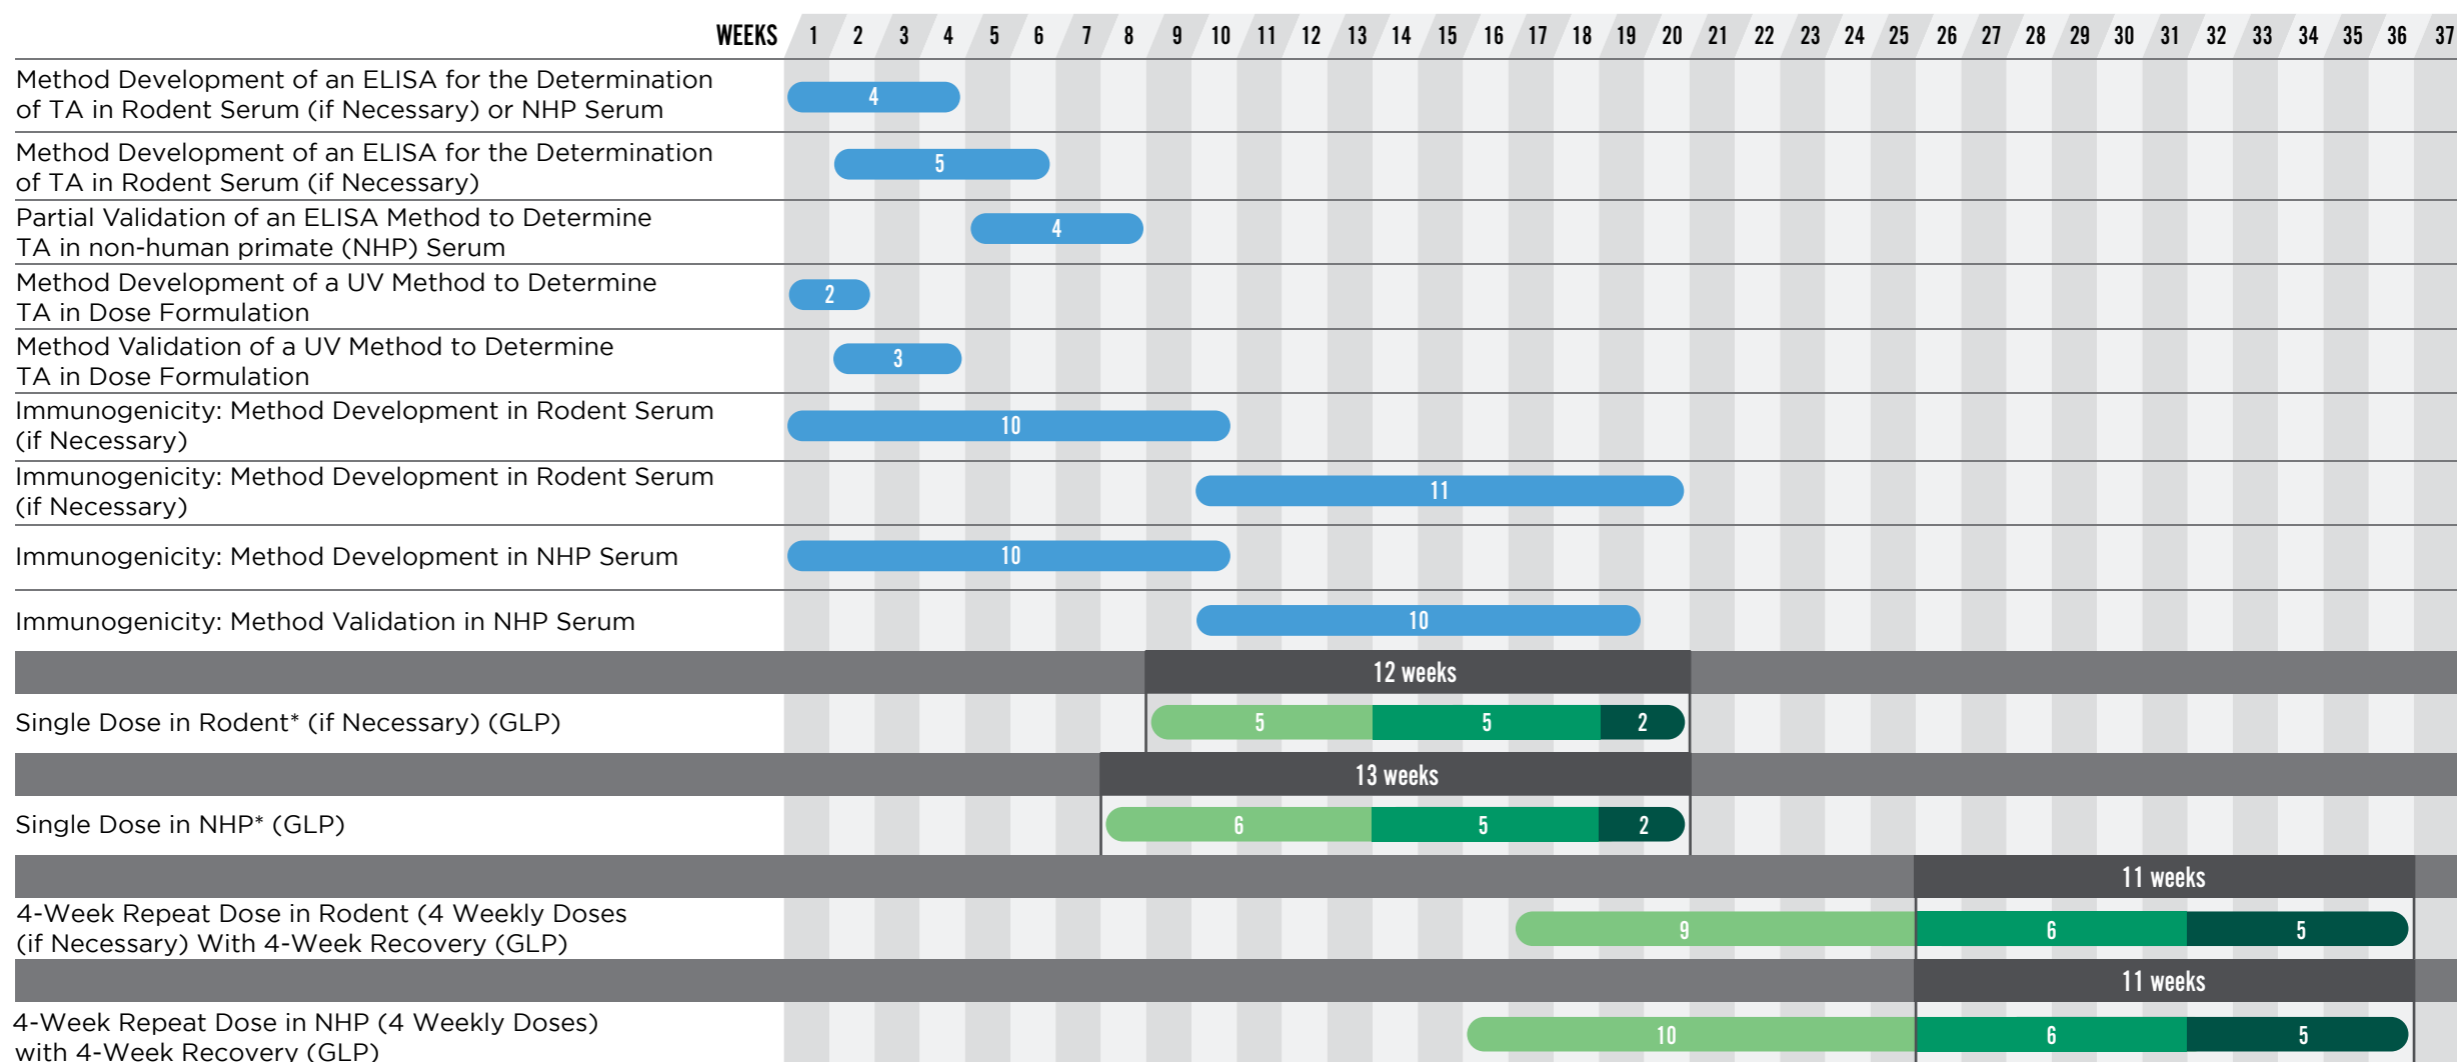 WEEKS 1 2 3 4 5 6 7 8 9 10 11 12 13 14 15 16 17 18 19 20 21 22 23 24 25 26 27 28 29 30 31 32 33 34 35 36 37
Method Development of an ELISA for the Determination
of TA in Rodent Serum (if Necessary) or NHP Serum
4
Method Development of an ELISA for the Determination
of TA in Rodent Serum (if Necessary)
5
Partial Validation of an ELISA Method to Determine
TA in non-human primate (NHP) Serum
4
Method Development of a UV Method to Determine
TA in Dose Formulation
2
Method Validation of a UV Method to Determine
TA in Dose Formulation
3
Immunogenicity: Method Development in Rodent Serum
(if Necessary)
10
Immunogenicity: Method Development in Rodent Serum
(if Necessary)
11
Immunogenicity: Method Development in NHP Serum
10
Immunogenicity: Method Validation in NHP Serum
10
12 weeks
Single Dose in Rodent* (if Necessary) (GLP)
5 5 2
13 weeks
Single Dose in NHP* (GLP)
6 5 2
11 weeks
4-Week Repeat Dose in Rodent (4 Weekly Doses
(if Necessary) With 4-Week Recovery (GLP)
9 6 5
11 weeks
4-Week Repeat Dose in NHP (4 Weekly Doses)
with 4-Week Recovery (GLP)
10 6 5